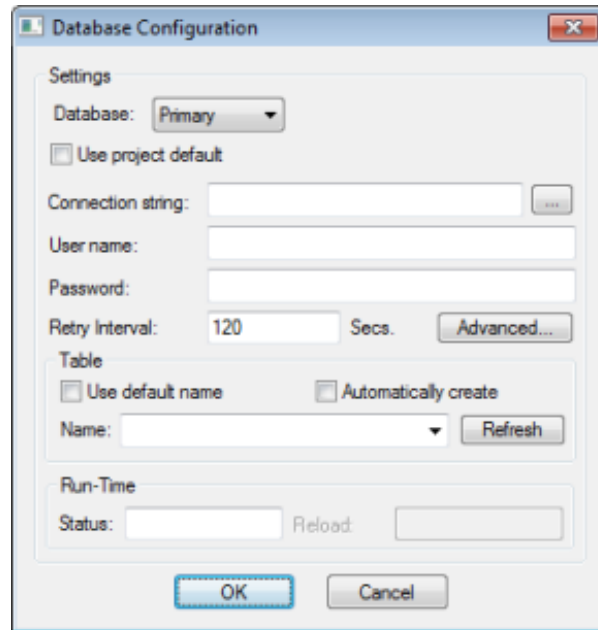 Database Configuration
Settings
Database: Primary
Use project default
Connection string: ...
User name:
Password:
Retry Interval: 120 Secs. Advanced...
Table
Use default name Automatically create
Name: Refresh
Run-Time
Status: Reload:
OK Cancel